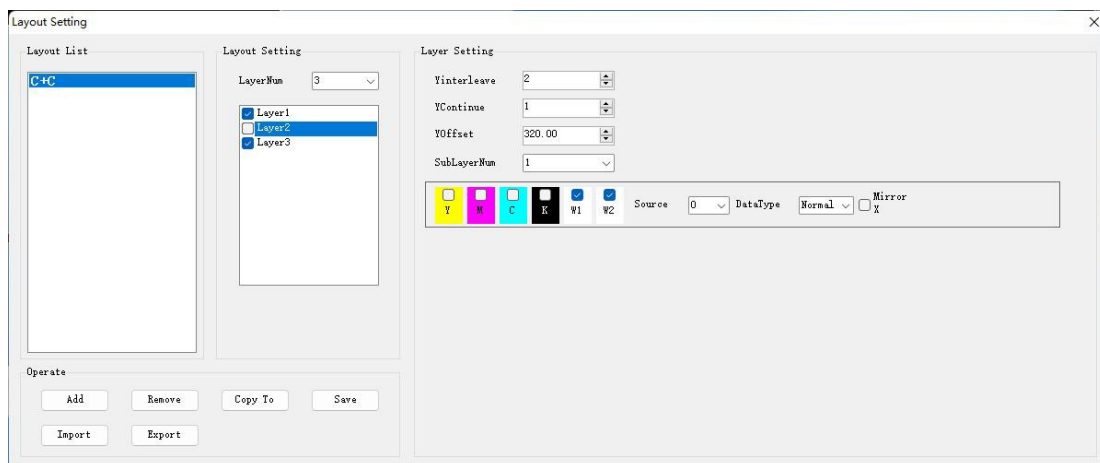 Layout Setting
Layout List
C+C
Layout Setting
LayerNum 3
Layer1
Layer2
Layer3
Layer Setting
Yinterleave 2
YContinue 1
YOffset 320.00
SubLayerNum 1
Y M C K W1 W2 Source 0 DataType Normal Mirror X
Operate
Add Remove Copy To Save
Import Export